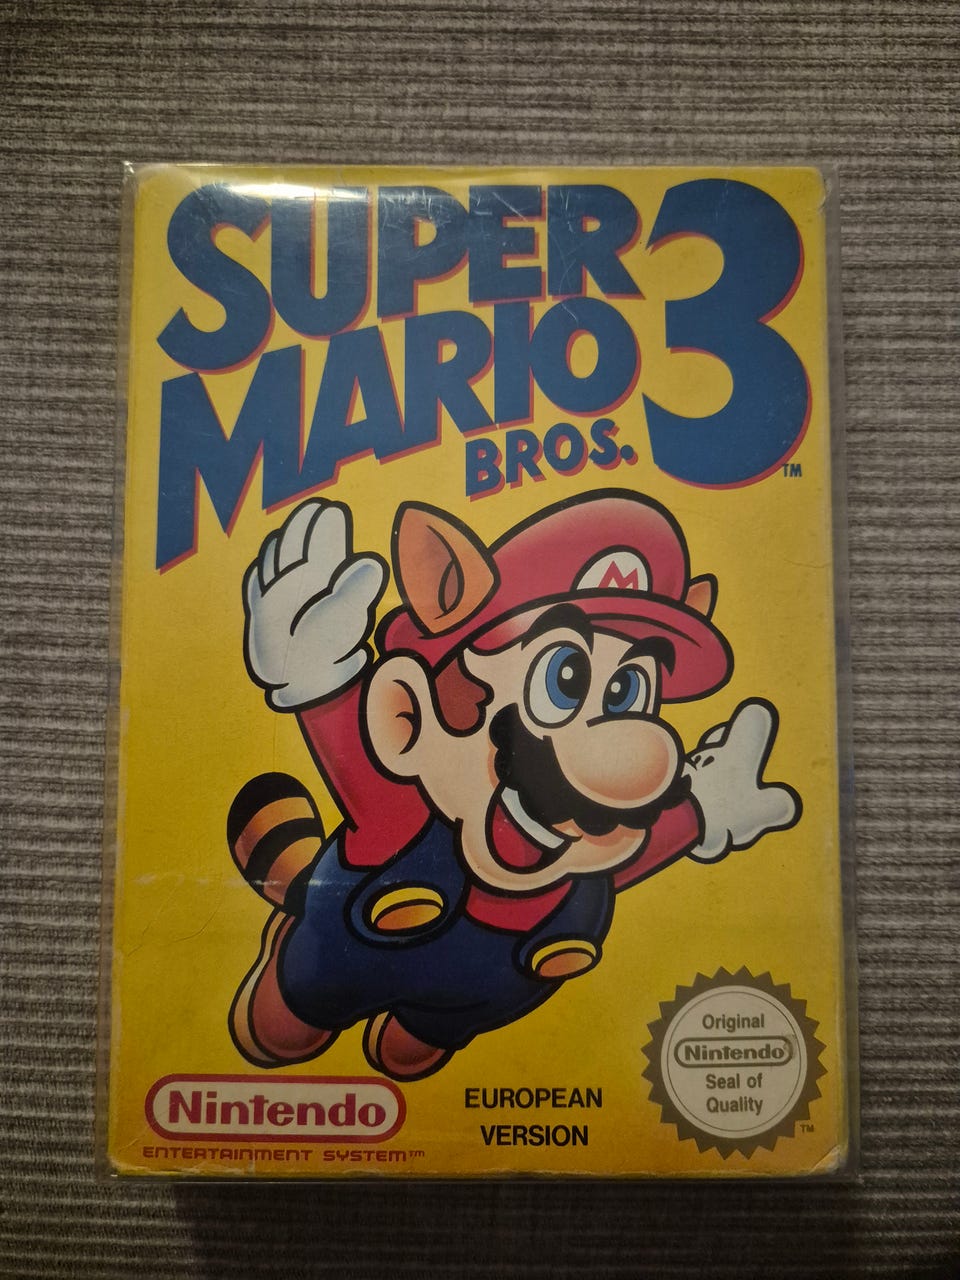 SUPER
MARIO
BROS. 3
TM
M
Nintendo
ENTERTAINMENT SYSTEM™
EUROPEAN
VERSION
Original
Nintendo
Seal of
Quality
TM